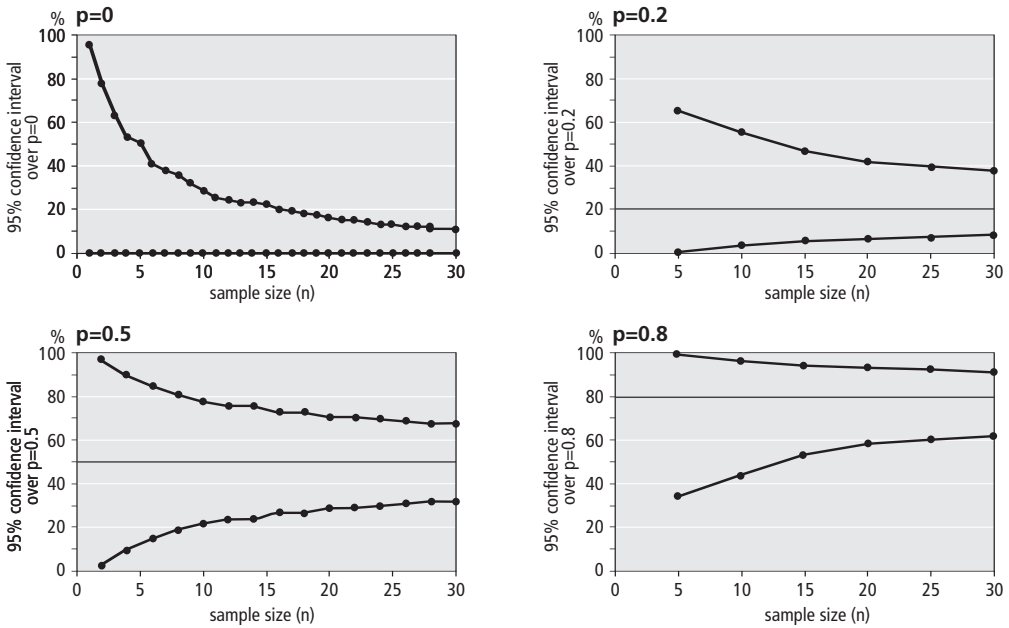 % p=0
100
80
60
40
20
0
0 5 10 15 20 25 30
sample size (n)
95% confidence interval
over p=0
% p=0.2
100
80
60
40
20
0
0 5 10 15 20 25 30
sample size (n)
95% confidence interval
over p=0.2
% p=0.5
100
80
60
40
20
0
0 5 10 15 20 25 30
sample size (n)
95% confidence interval
over p=0.5
% p=0.8
100
80
60
40
20
0
0 5 10 15 20 25 30
sample size (n)
95% confidence interval
over p=0.8